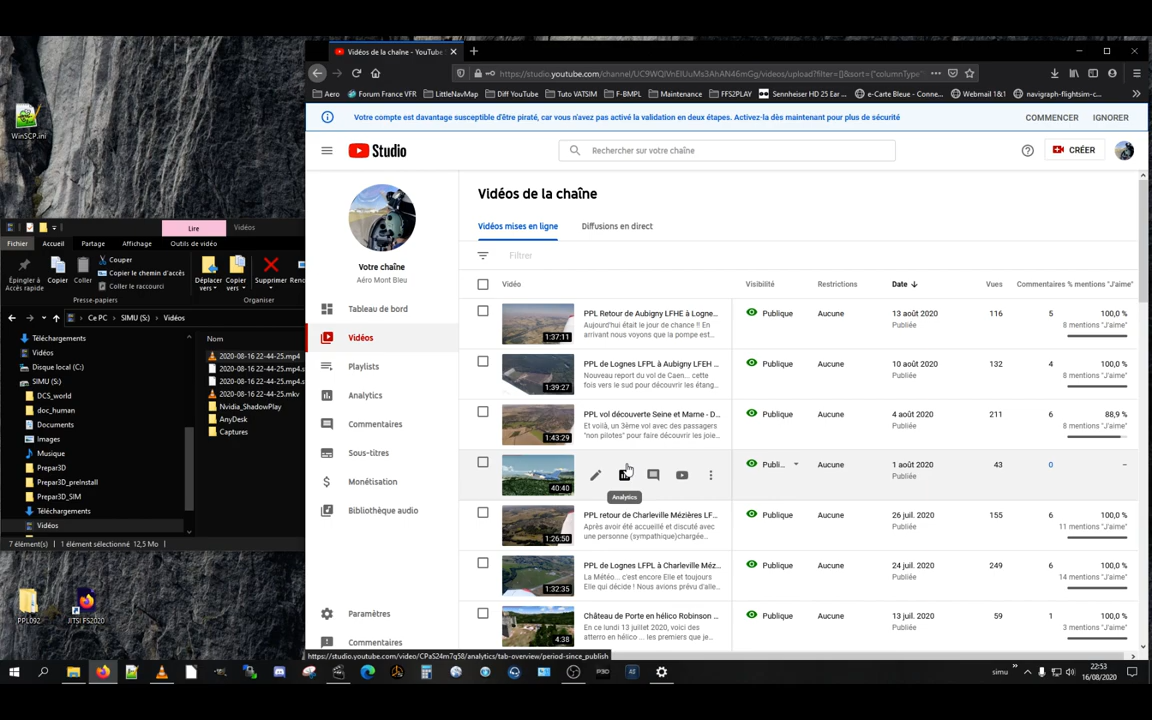 WinSCP.ini
Lire
Vidéos
Fichier
Accueil
Partage
Affichage
Outils de vidéo
Épingler à
Accès rapide
Copier
Coller
Couper
Copier le chemin d'accès
Coller le raccourci
Déplacer
vers
Copier
vers
Supprimer
Presse-papiers
Organiser
Ce PC › SIMU (S:) › Vidéos
Téléchargements
Vidéos
Disque local (C:)
SIMU (S:)
DCS_world
doc_human
Documents
Images
Musique
Prepar3D
Prepar3D_preInstall
Prepar3D_SIM
Téléchargements
Vidéos
Nom
2020-08-16 22-44-25.mp4
2020-08-16 22-44-25.mp4.s
2020-08-16 22-44-25.mp4.s
2020-08-16 22-44-25.mkv
Nvidia_ShadowPlay
AnyDesk
Captures
7 élément(s)
1 élément sélectionné 12,5 Mo
PPL092
JITSI FS2020
Vidéos de la chaîne - YouTube
Aero
Forum France VFR
LittleNavMap
Diff YouTube
Tuto VATSIM
F-BMPL
Maintenance
FFS2PLAY
Sennheiser HD 25 Ear ...
e-Carte Bleue - Conne...
Webmail 1&1
navigraph-flightsim-c...
Votre compte est davantage susceptible d'être piraté, car vous n'avez pas activé la validation en deux étapes. Activez-la dès maintenant pour plus de sécurité
COMMENCER
IGNORER
Studio
Rechercher sur votre chaîne
CRÉER
Votre chaîne
Aéro Mont Bleu
Tableau de bord
Vidéos
Playlists
Analytics
Commentaires
Sous-titres
Monétisation
Bibliothèque audio
Paramètres
Commentaires
Vidéos de la chaîne
Vidéos mises en ligne
Diffusions en direct
Filtrer
Vidéo
Visibilité
Restrictions
Date
Vues
Commentaires
% mentions "J'aime"
1:37:11
PPL Retour de Aubigny LFHE à Logne...
Aujourd'hui était le jour de chance !! En
arrivant nous voyons que la pompe est...
Publique
Aucune
13 août 2020
Publiée
116
5
100,0 %
8 mentions "J'aime"
1:39:27
PPL de Lognes LFPL à Aubigny LFEH ...
Nouveau report du vol de Caen... cette
fois vers le sud pour découvrir les étang...
Publique
Aucune
10 août 2020
Publiée
132
4
100,0 %
8 mentions "J'aime"
1:43:29
PPL vol découverte Seine et Marne - D...
Et voilà, un 3ème vol avec des passagers
"non pilotes" pour faire découvrir les joie...
Publique
Aucune
4 août 2020
Publiée
211
6
88,9 %
8 mentions "J'aime"
40:40
Analytics
Publi...
Aucune
1 août 2020
Publiée
43
0
–
1:26:50
PPL retour de Charleville Mézières LF...
Après avoir été accueilli et discuté avec
une personne (sympathique)chargée...
Publique
Aucune
26 juil. 2020
Publiée
155
6
100,0 %
11 mentions "J'aime"
1:32:35
PPL de Lognes LFPL à Charleville Méz...
La Météo... c'est encore Elle et toujours
Elle qui décide ! Nous avions prévu d'alle...
Publique
Aucune
24 juil. 2020
Publiée
249
6
100,0 %
14 mentions "J'aime"
4:38
Château de Porte en hélico Robinson ...
En ce lundi 13 juillet 2020, voici des
atterro en hélico ... les premiers que je...
Publique
Aucune
13 juil. 2020
Publiée
59
1
100,0 %
3 mentions "J'aime"
https://studio.youtube.com/video/CPaS24m7q58/analytics/tab-overview/period-since_publish
P3D
simu
22:53
16/08/2020